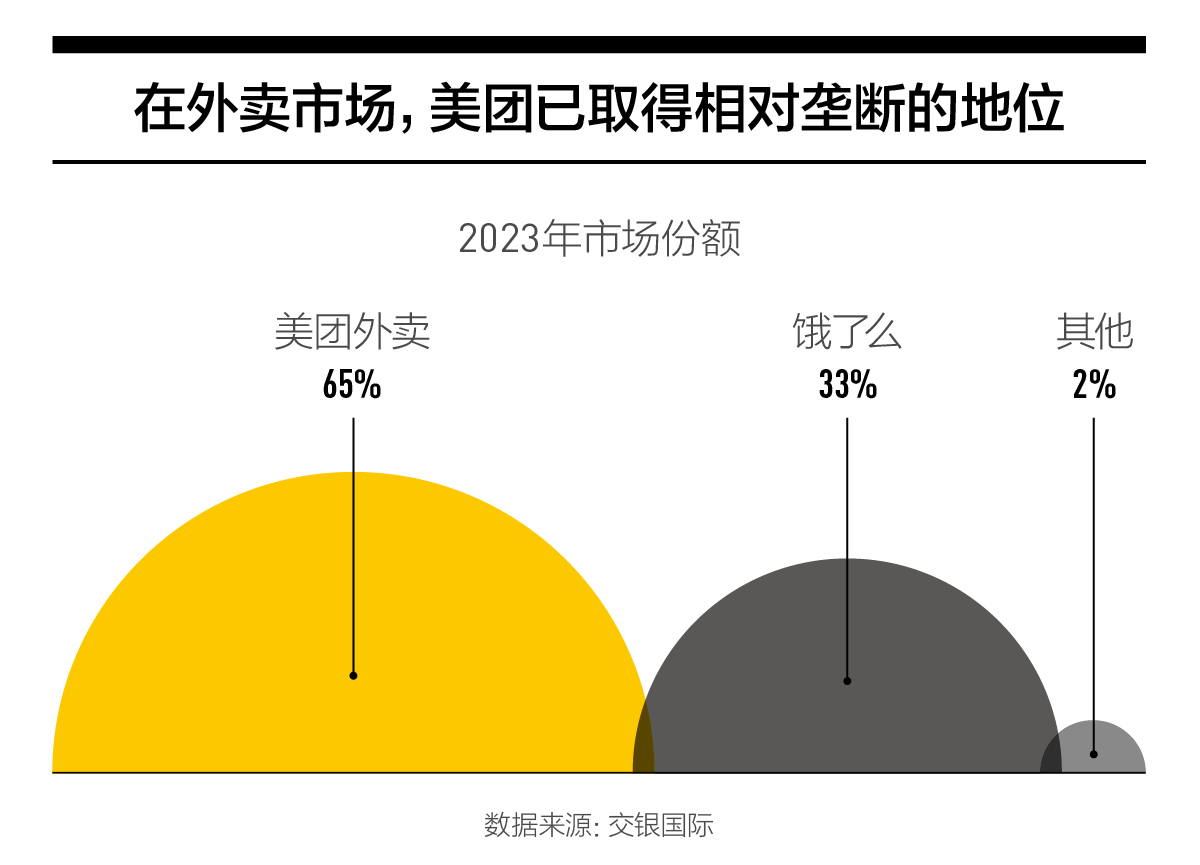 在外卖市场，美团已取得相对垄断的地位
2023年市场份额
美团外卖
65%
饿了么
33%
其他
2%
数据来源：交银国际